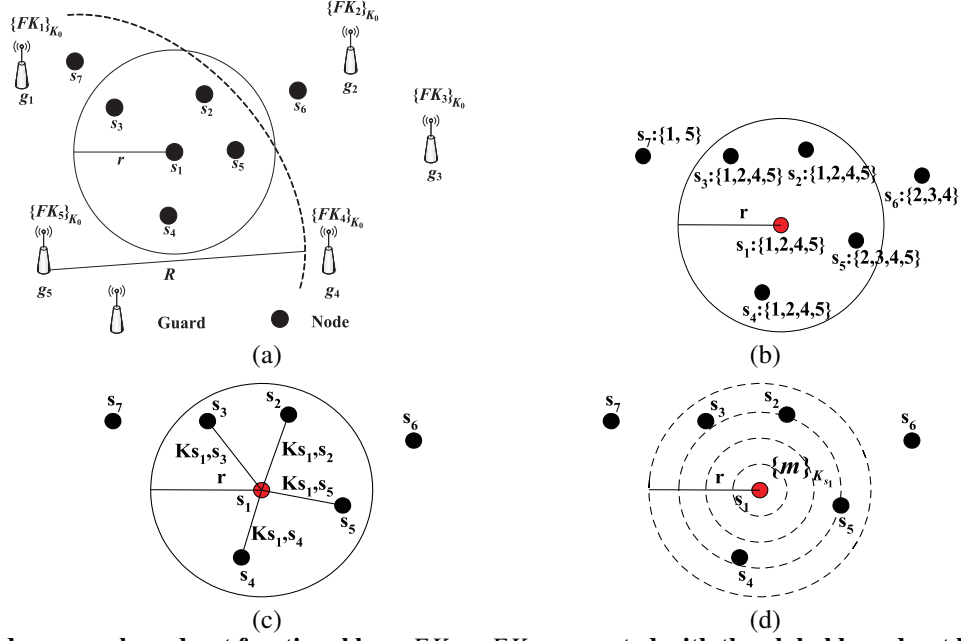 {FK₁}K₀
{FK₂}K₀
s₇
g₁
s₂
s₆
g₂
{FK₃}K₀
s₃
s₁
s₅
r
g₃
{FK₅}K₀
s₄
{FK₄}K₀
R
g₅
g₄
Guard
Node
(a)
s₇:{1, 5}
s₃:{1,2,4,5}
s₂:{1,2,4,5}
s₆:{2,3,4}
r
s₁:{1,2,4,5}
s₅:{2,3,4,5}
s₄:{1,2,4,5}
(b)
s₇
s₃
s₂
s₆
Ks₁,s₃
Ks₁,s₂
r
Ks₁,s₅
s₁
s₅
Ks₁,s₄
s₄
(c)
s₇
s₃
s₂
s₆
{m}Ks₁
r
s₁
s₅
s₄
(d)